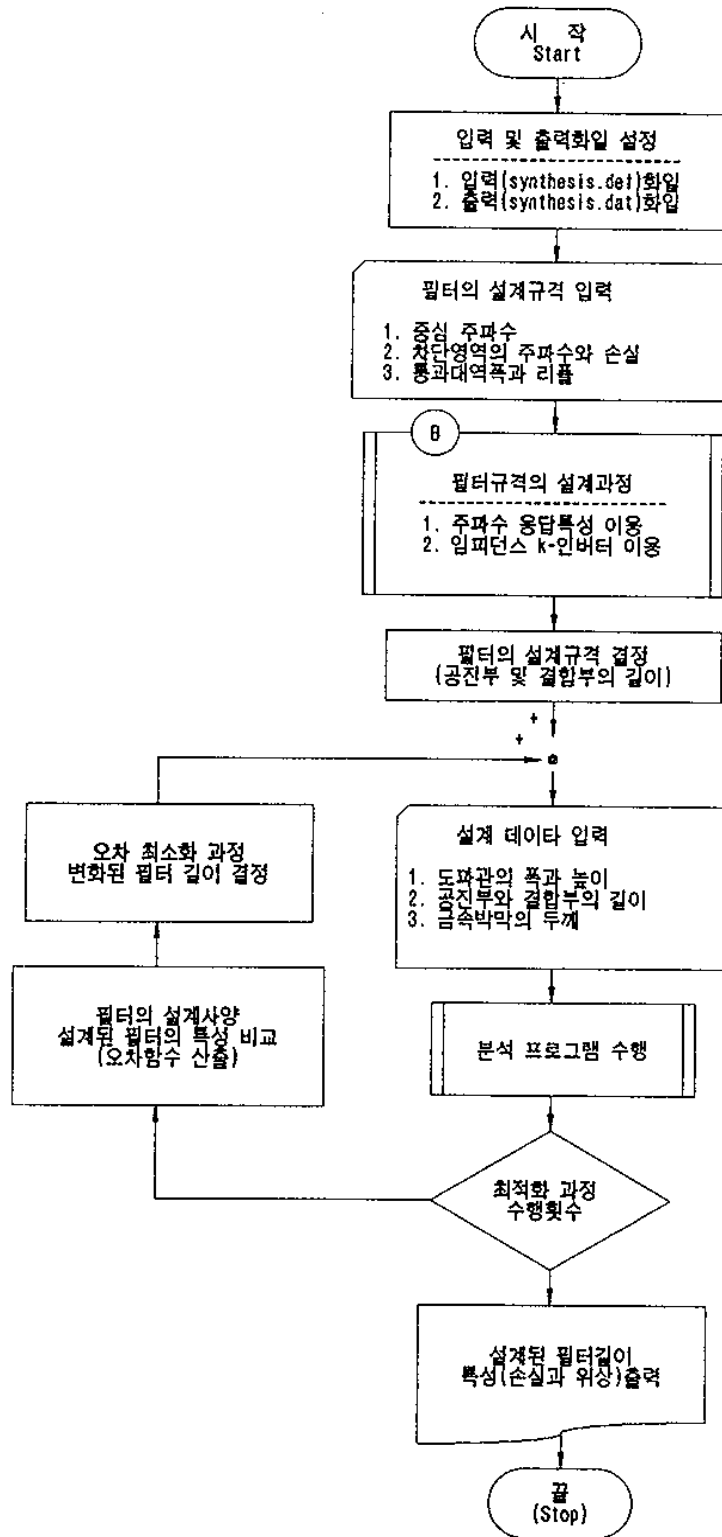 시 작
Start
입력 및 출력화일 설정
1. 입력(synthesis.def)화일
2. 출력(synthesis.dat)화일
필터의 설계규격 입력
1. 중심 주파수
2. 차단영역의 주파수와 손실
3. 통과대역폭과 리플
B
필터규격의 설계과정
1. 주파수 응답특성 이용
2. 임피던스 k-인버터 이용
필터의 설계규격 결정
(공진부 및 결합부의 길이)
+
+
오차 최소화 과정
변화된 필터 길이 결정
설계 데이타 입력
1. 도파관의 폭과 높이
2. 공진부와 결합부의 길이
3. 금속박막의 두께
필터의 설계사양
설계된 필터의 특성 비교
(오차함수 산출)
분석 프로그램 수행
최적화 과정
수행횟수
설계된 필터길이
특성(손실과 위상)출력
끝
(Stop)